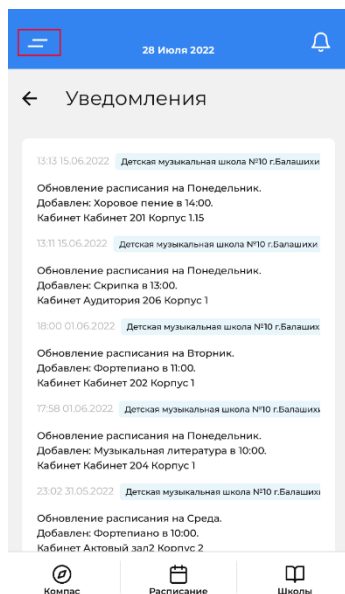 28 Июля 2022
Уведомления
13:13 15.06.2022 Детская музыкальная школа №10 г.Балашихи
Обновление расписания на Понедельник.
Добавлен: Хоровое пение в 14:00.
Кабинет Кабинет 201 Корпус 1.15
13:11 15.06.2022 Детская музыкальная школа №10 г.Балашихи
Обновление расписания на Понедельник.
Добавлен: Скрипка в 13:00.
Кабинет Аудитория 206 Корпус 1
18:00 01.06.2022 Детская музыкальная школа №10 г.Балаших
Обновление расписания на Вторник.
Добавлен: Фортепиано в 11:00.
Кабинет Кабинет 202 Корпус 1
17:58 01.06.2022 Детская музыкальная школа №10 г.Балашихи
Обновление расписания на Понедельник.
Добавлен: Музыкальная литература в 10:00.
Кабинет Кабинет 204 Корпус 1
23:02 31.05.2022 Детская музыкальная школа №10 г.Балашихи
Обновление расписания на Среда.
Добавлен: Фортепиано в 10:00.
Кабинет Актовый зал2 Корпус 2
Компас Расписание Школы